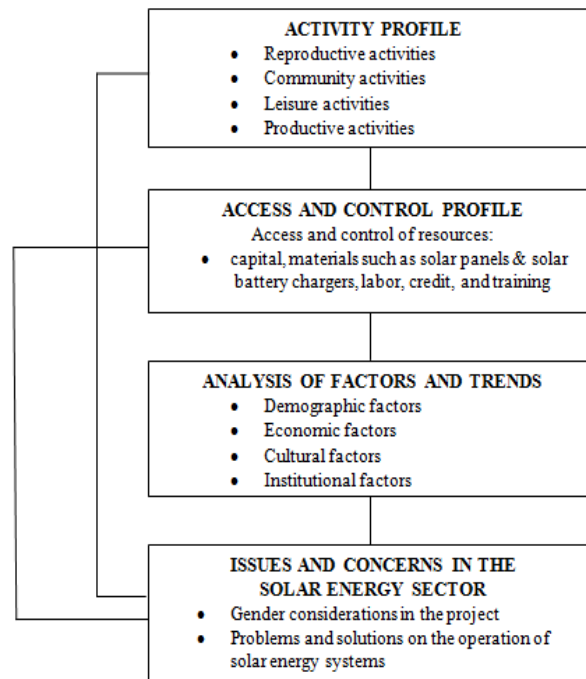 ACTIVITY PROFILE
• Reproductive activities
• Community activities
• Leisure activities
• Productive activities
ACCESS AND CONTROL PROFILE
Access and control of resources:
• capital, materials such as solar panels & solar
battery chargers, labor, credit, and training
ANALYSIS OF FACTORS AND TRENDS
• Demographic factors
• Economic factors
• Cultural factors
• Institutional factors
ISSUES AND CONCERNS IN THE
SOLAR ENERGY SECTOR
• Gender considerations in the project
• Problems and solutions on the operation of
solar energy systems